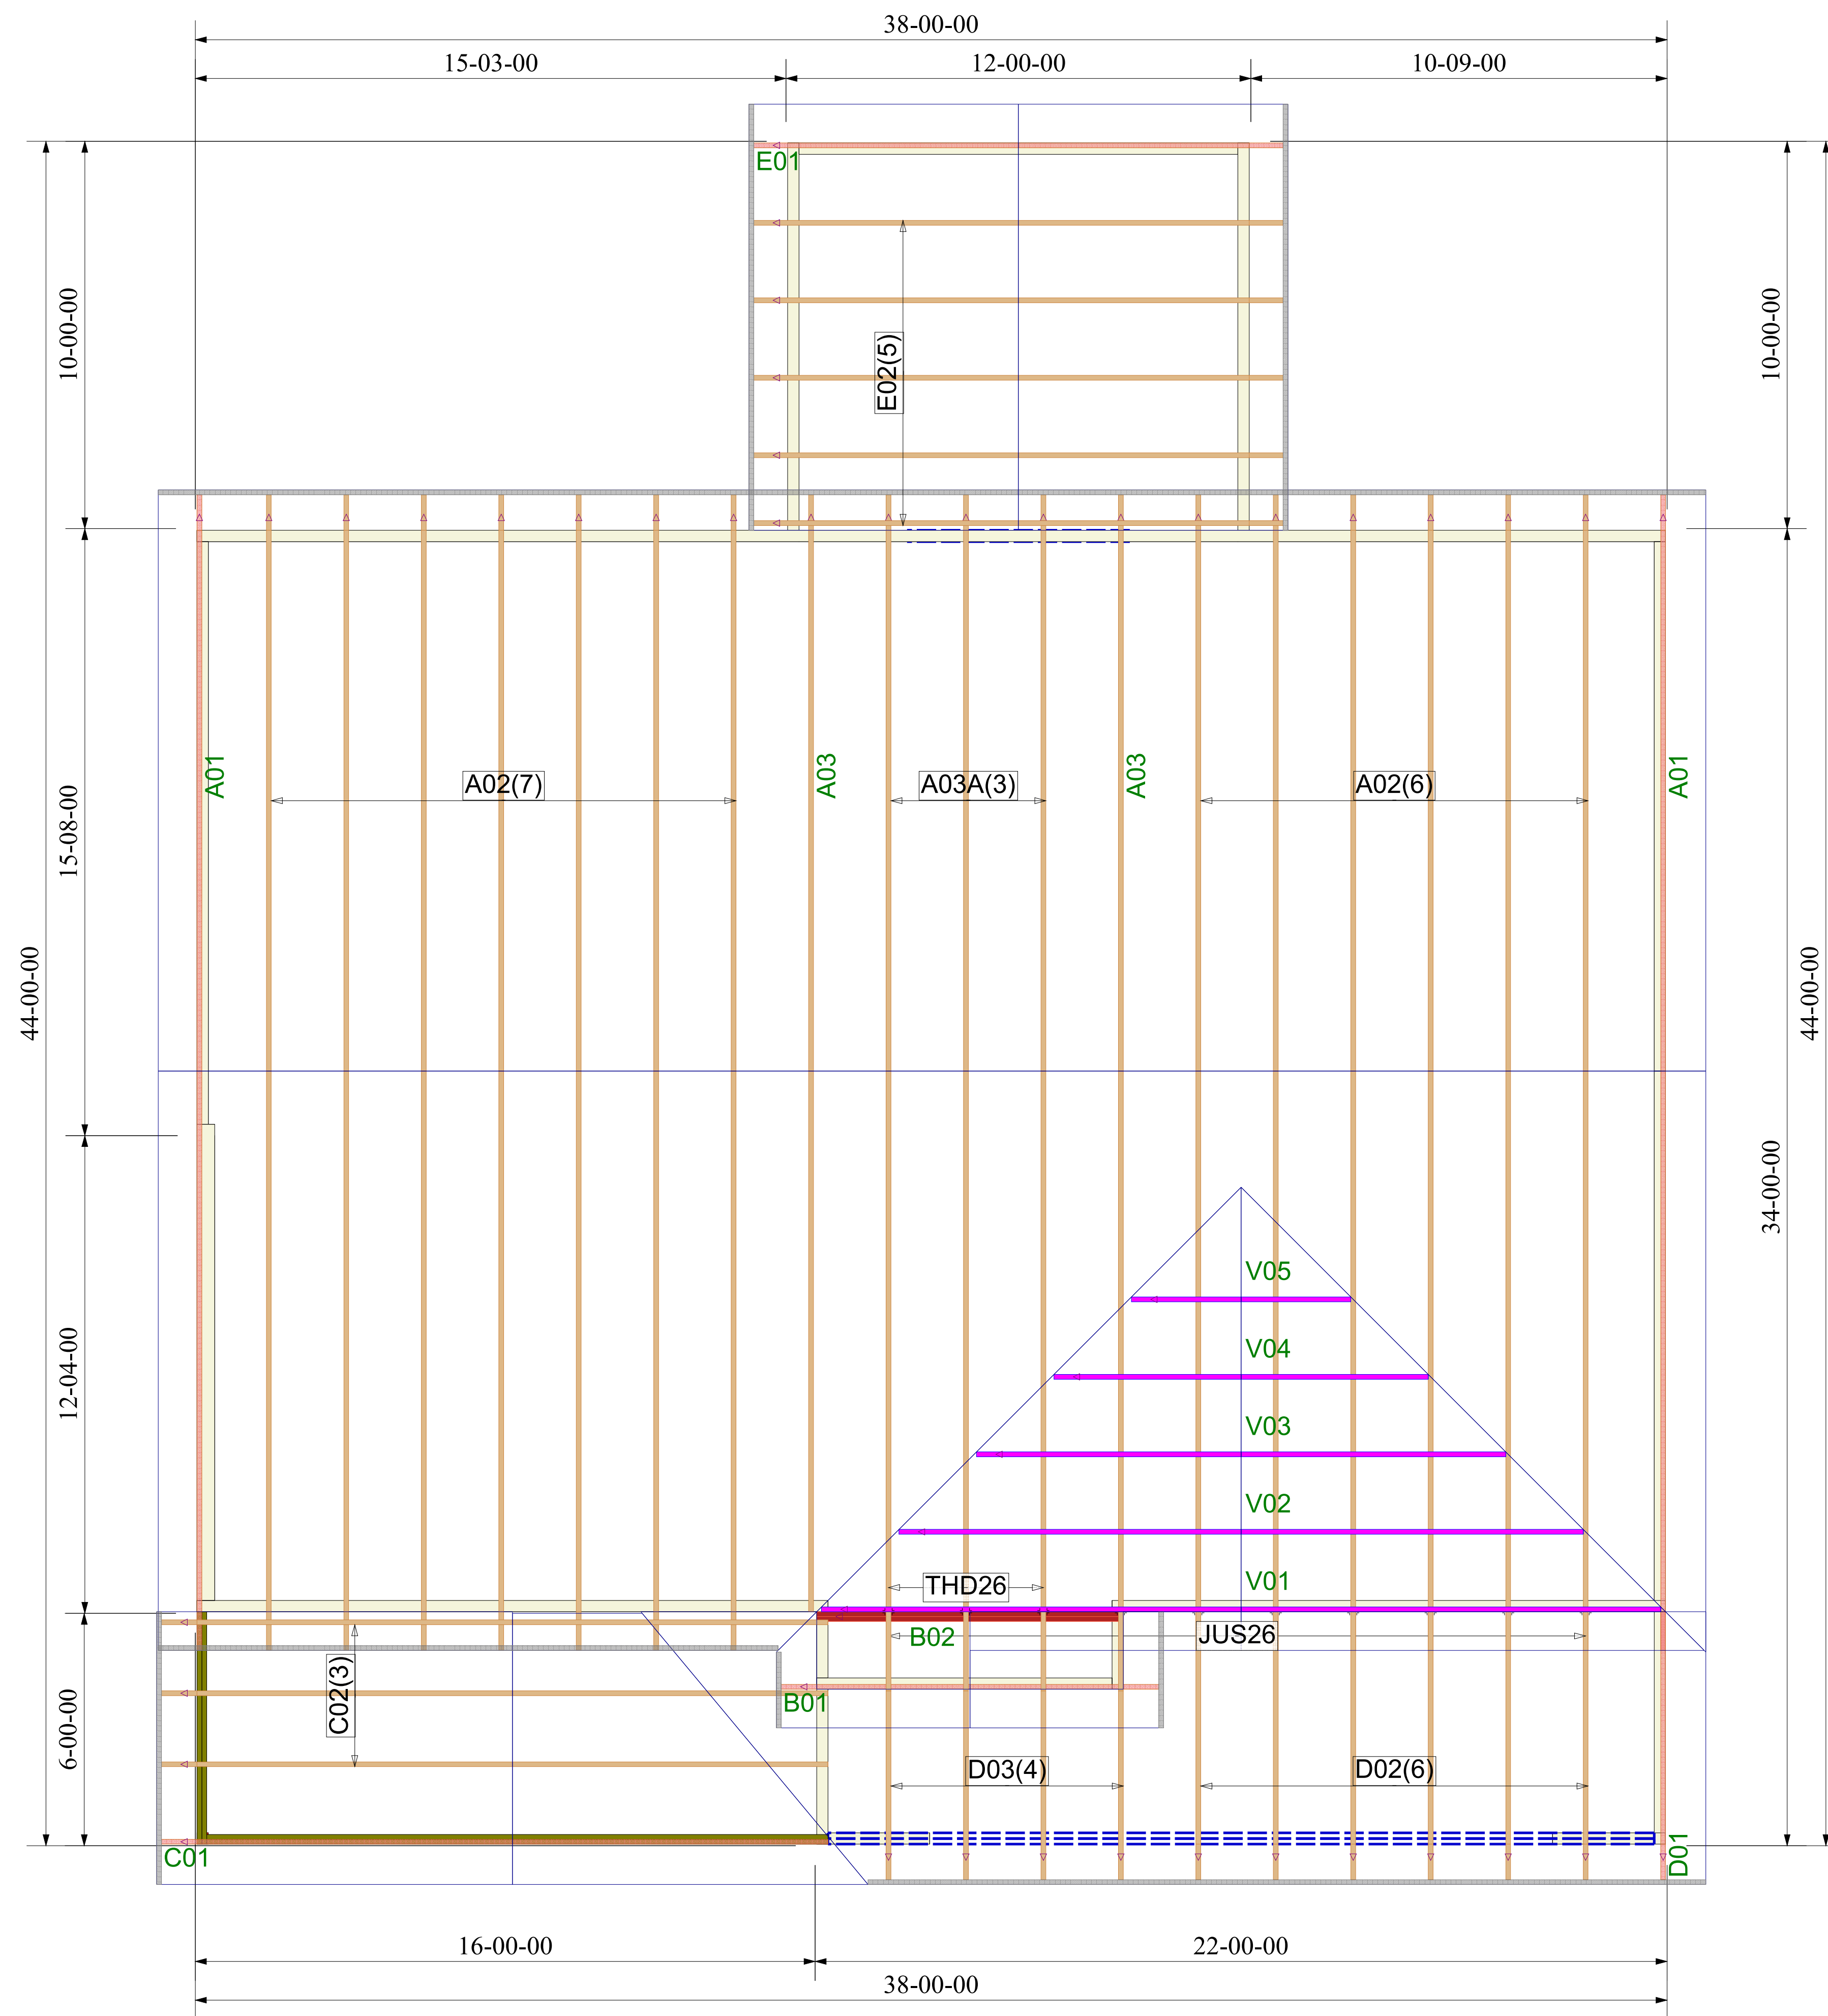 38-00-00
15-03-00
12-00-00
10-09-00
E01
10-00-00
10-00-00
E02(5)
A01
A02(7)
A03
A03A(3)
A03
A02(6)
A01
15-08-00
44-00-00
44-00-00
34-00-00
12-04-00
V05
V04
V03
V02
V01
THD26
B02
JUS26
C02(3)
B01
6-00-00
D03(4)
D02(6)
C01
D01
16-00-00
22-00-00
38-00-00